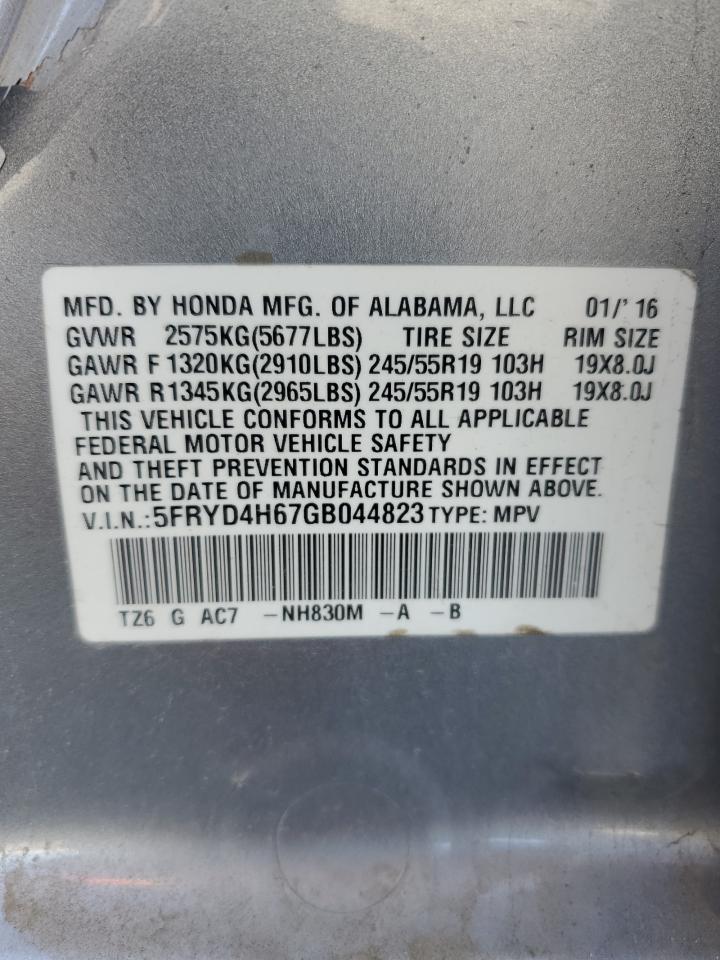 MFD. BY HONDA MFG. OF ALABAMA, LLC 01/'16
GVWR 2575KG(5677LBS) TIRE SIZE RIM SIZE
GAWR F 1320KG(2910LBS) 245/55R19 103H 19X8.0J
GAWR R 1345KG(2965LBS) 245/55R19 103H 19X8.0J
THIS VEHICLE CONFORMS TO ALL APPLICABLE
FEDERAL MOTOR VEHICLE SAFETY
AND THEFT PREVENTION STANDARDS IN EFFECT
ON THE DATE OF MANUFACTURE SHOWN ABOVE.
V.I.N.:5FRYD4H67GB044823 TYPE: MPV
TZ6 G AC7 -NH830M -A -B